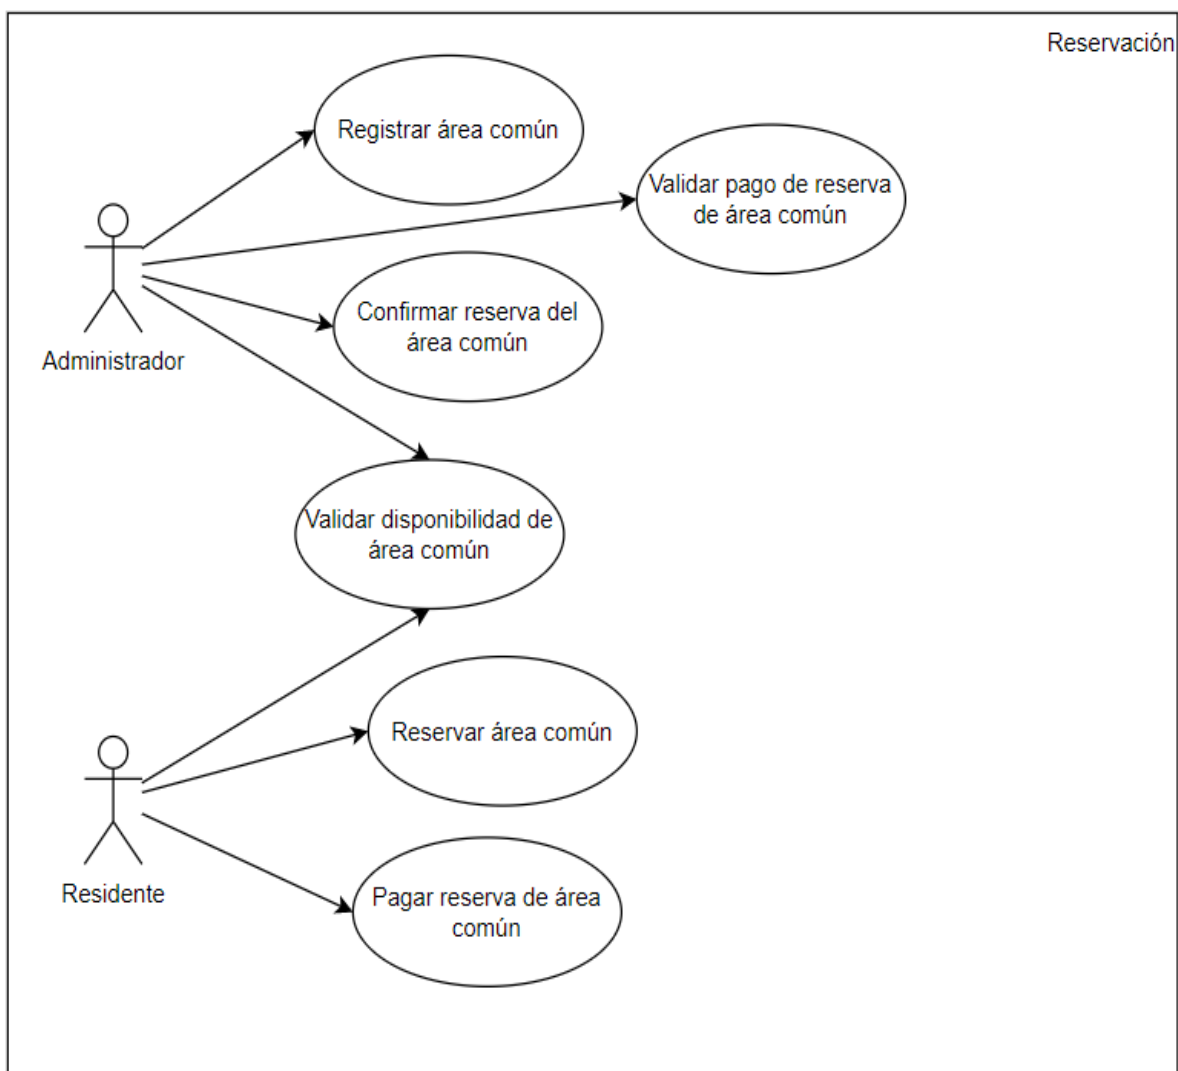 Reservación
Registrar área común
Validar pago de reserva
de área común
Confirmar reserva del
área común
Administrador
Validar disponibilidad de
área común
Reservar área común
Residente
Pagar reserva de área
común